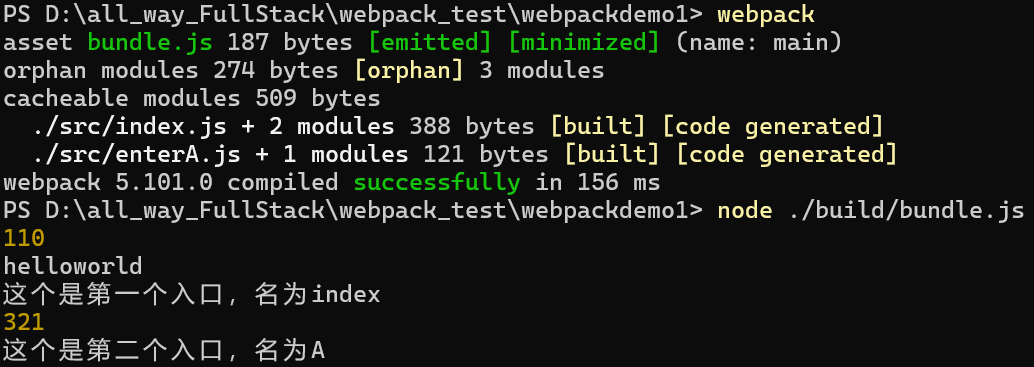 PS D:\all_way_FullStack\webpack_test\webpackdemo1> webpack
asset bundle.js 187 bytes [emitted] [minimized] (name: main)
orphan modules 274 bytes [orphan] 3 modules
cacheable modules 509 bytes
  ./src/index.js + 2 modules 388 bytes [built] [code generated]
  ./src/enterA.js + 1 modules 121 bytes [built] [code generated]
webpack 5.101.0 compiled successfully in 156 ms
PS D:\all_way_FullStack\webpack_test\webpackdemo1> node ./build/bundle.js
110
helloworld
这个是第一个入口，名为index
321
这个是第二个入口，名为A